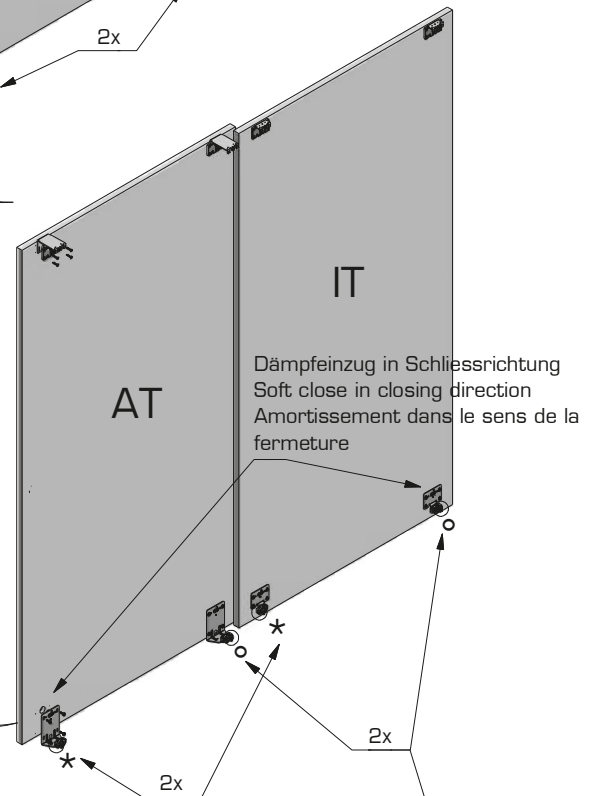 2x
IT
AT
Dämpfeinzug in Schliessrichtung
Soft close in closing direction
Amortissement dans le sens de la
fermeture
*
*
2x
2x